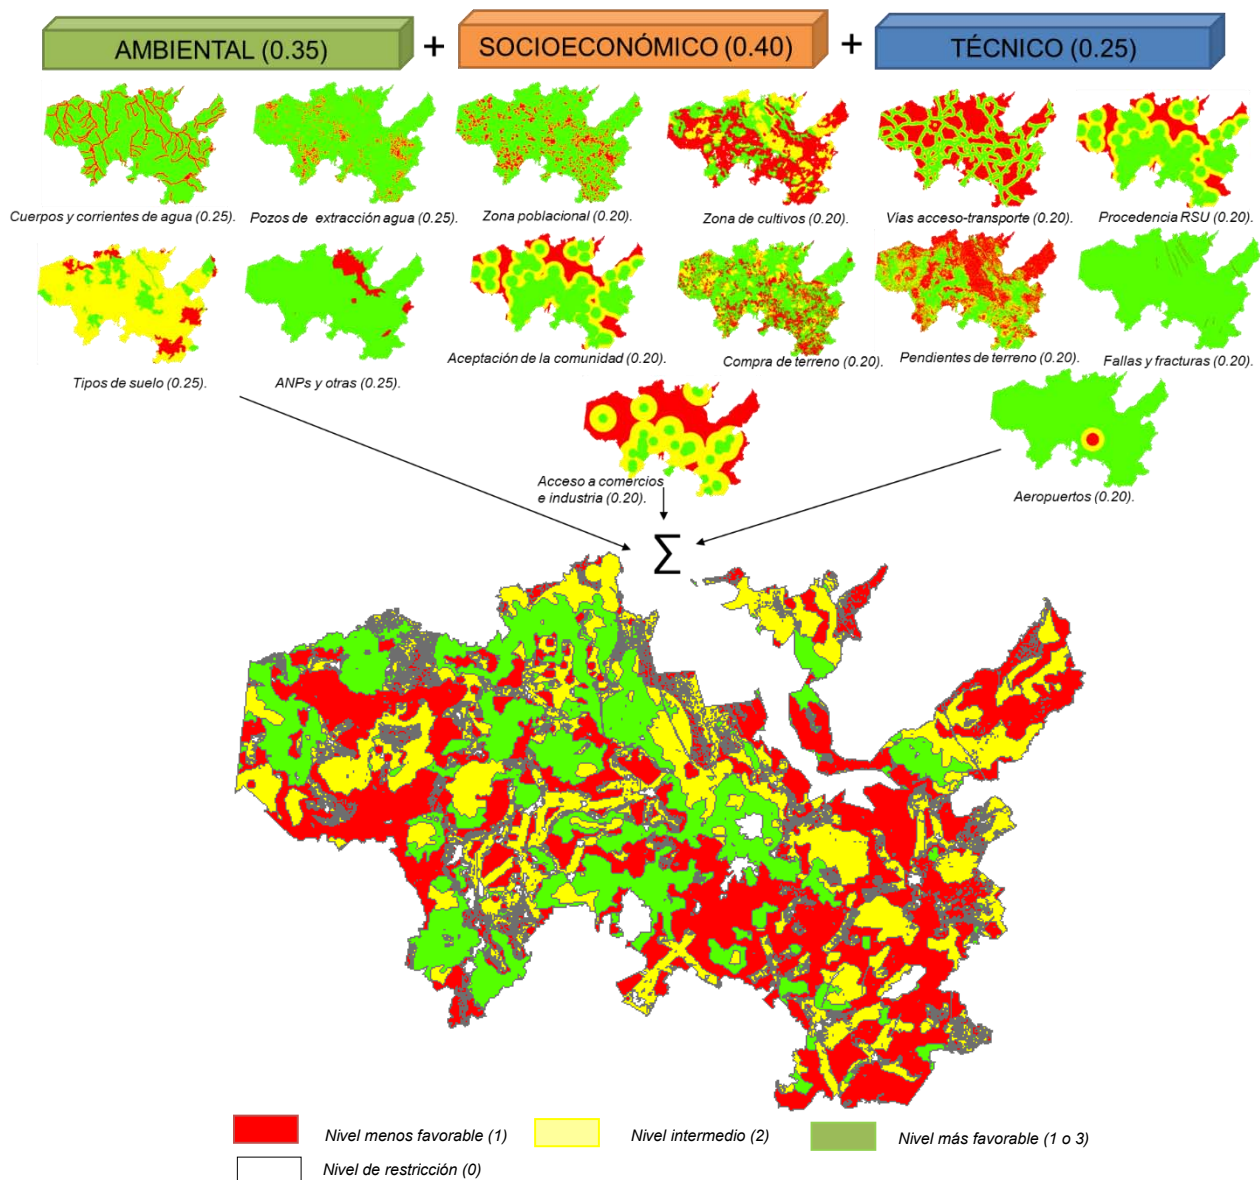 AMBIENTAL (0.35)
+
SOCIOECONÓMICO (0.40)
+
TÉCNICO (0.25)
Cuerpos y corrientes de agua (0.25).
Pozos de extracción agua (0.25).
Zona poblacional (0.20).
Zona de cultivos (0.20).
Vías acceso-transporte (0.20).
Procedencia RSU (0.20).
Tipos de suelo (0.25).
ANPs y otras (0.25).
Aceptación de la comunidad (0.20).
Compra de terreno (0.20).
Pendientes de terreno (0.20).
Fallas y fracturas (0.20).
Acceso a comercios
e industria (0.20).
Aeropuertos (0.20).
∑
Nivel menos favorable (1)
Nivel intermedio (2)
Nivel más favorable (1 o 3)
Nivel de restricción (0)